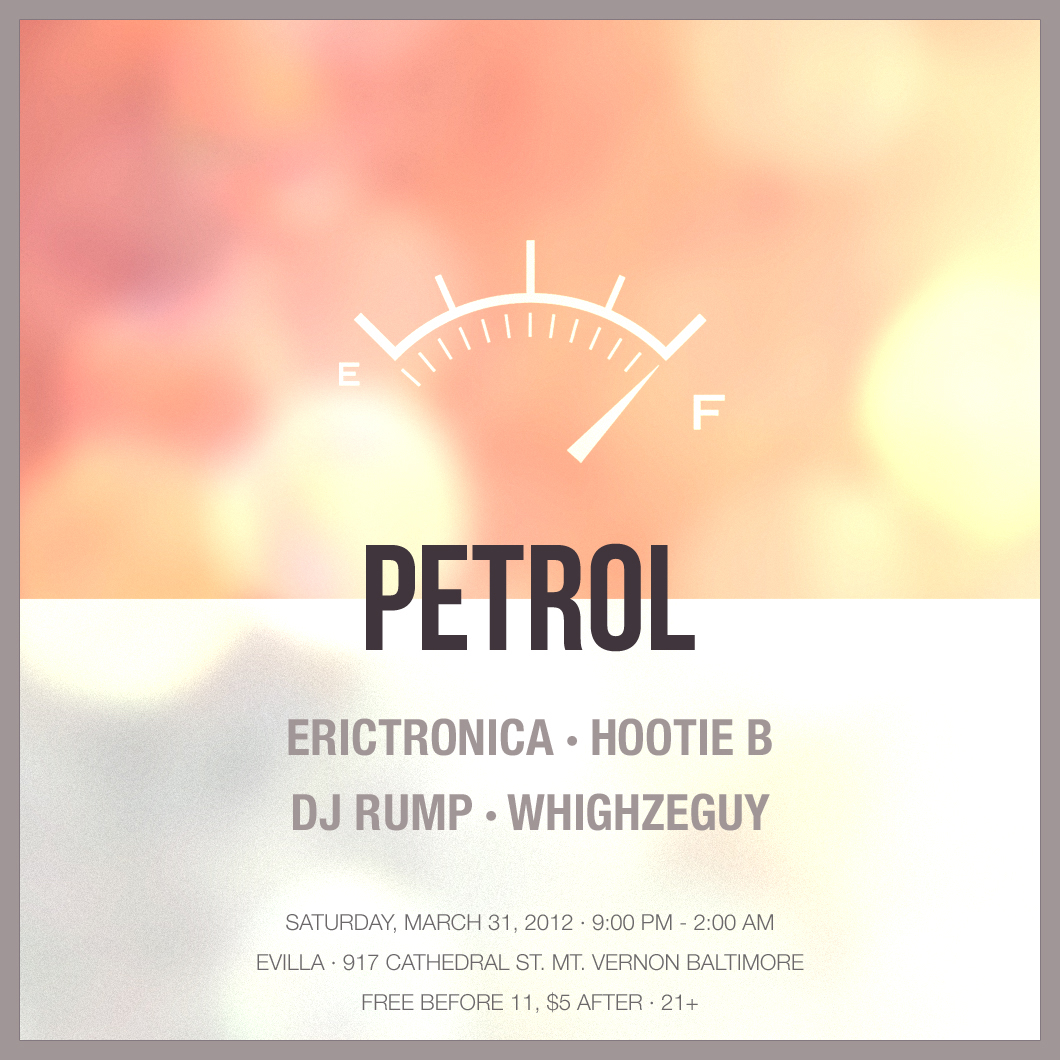 E
F
PETROL
ERICTRONICA • HOOTIE B
DJ RUMP • WHIGHZEGUY
SATURDAY, MARCH 31, 2012 · 9:00 PM - 2:00 AM
EVILLA · 917 CATHEDRAL ST. MT. VERNON BALTIMORE
FREE BEFORE 11, $5 AFTER · 21+